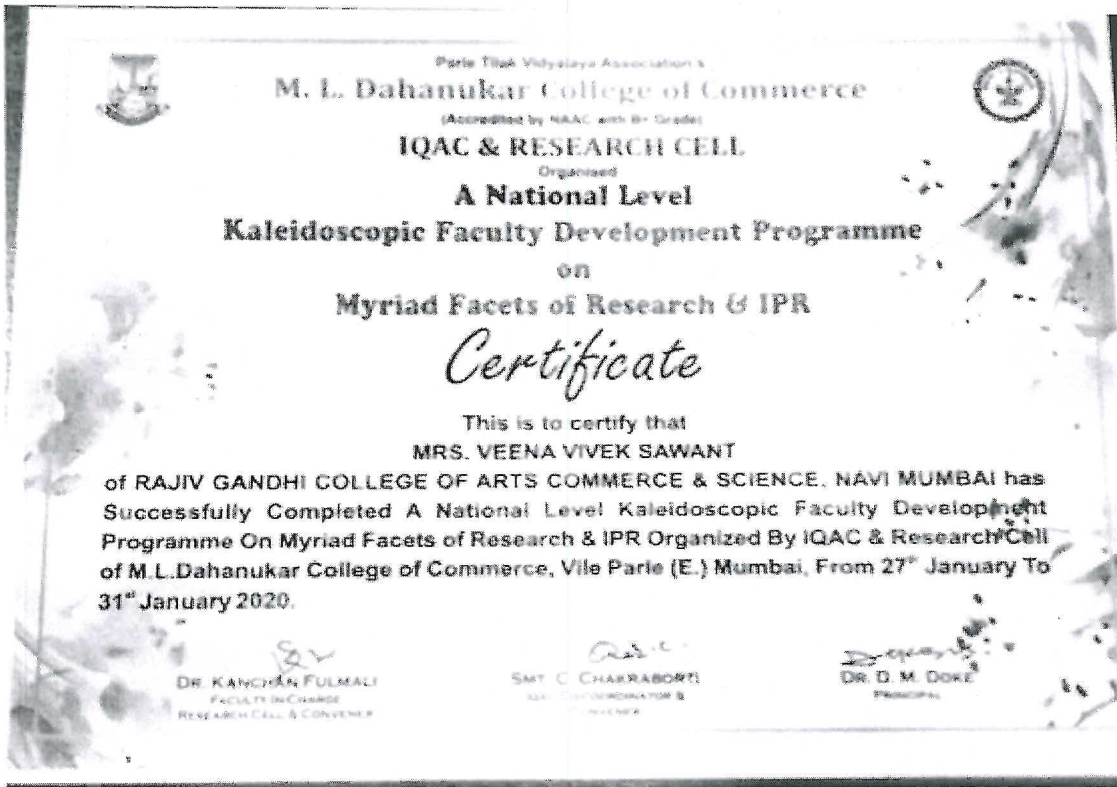 Parle Tilak Vidyalaya Association's
M. L. Dahanukar College of Commerce
(Accredited by NAAC with B+ Grade)
IQAC & RESEARCH CELL
Organised
A National Level
Kaleidoscopic Faculty Development Programme
on
Myriad Facets of Research & IPR
Certificate
This is to certify that
MRS. VEENA VIVEK SAWANT
of RAJIV GANDHI COLLEGE OF ARTS COMMERCE & SCIENCE, NAVI MUMBAI has
Successfully Completed A National Level Kaleidoscopic Faculty Development
Programme On Myriad Facets of Research & IPR Organized By IQAC & Research Cell
of M.L.Dahanukar College of Commerce, Vile Parle (E.) Mumbai, From 27th January To
31st January 2020.
DR. KANCHAN FULMALI
FACULTY IN CHARGE
RESEARCH CELL & CONVENER
SMT C. CHAKRABORTI
CO-ORDINATOR &
CONVENER
DR. D. M. DOKE
PRINCIPAL